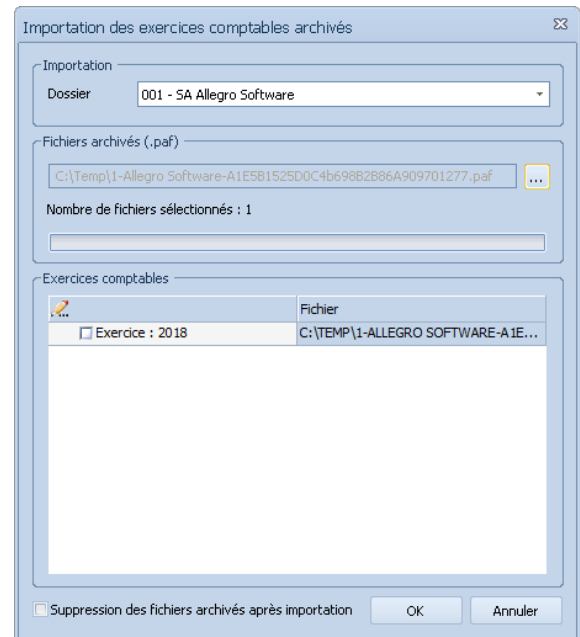 Importation des exercices comptables archivés
Importation
Dossier 001 - SA Allegro Software
Fichiers archivés (.paf)
C:\Temp\1-Allegro Software-A1E5B1525D0C4b698B2B86A909701277.paf ...
Nombre de fichiers sélectionnés : 1
Exercices comptables
Fichier
Exercice : 2018 C:\TEMP\1-ALLEGRO SOFTWARE-A1E...
Suppression des fichiers archivés après importation OK Annuler